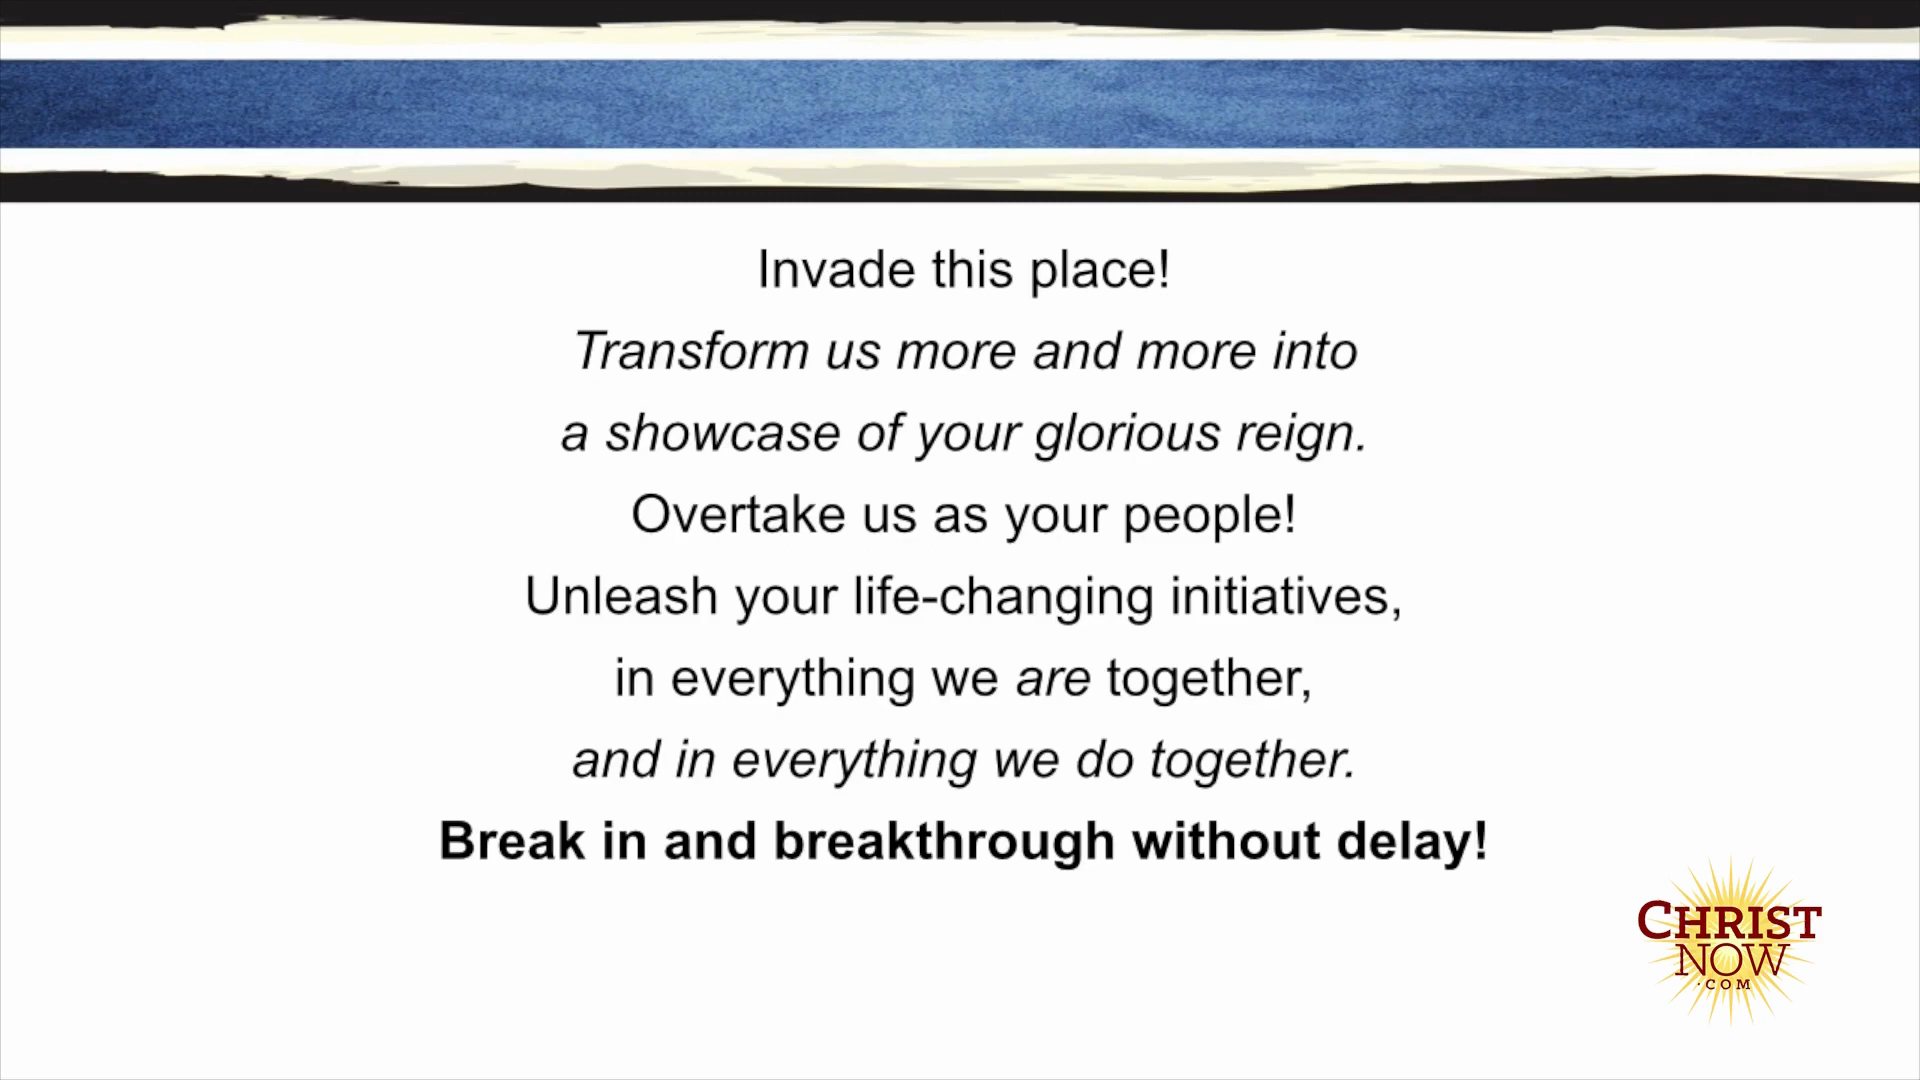 Invade this place!
Transform us more and more into
a showcase of your glorious reign.
Overtake us as your people!
Unleash your life-changing initiatives,
in everything we are together,
and in everything we do together.
Break in and breakthrough without delay!
CHRIST
NOW
.COM